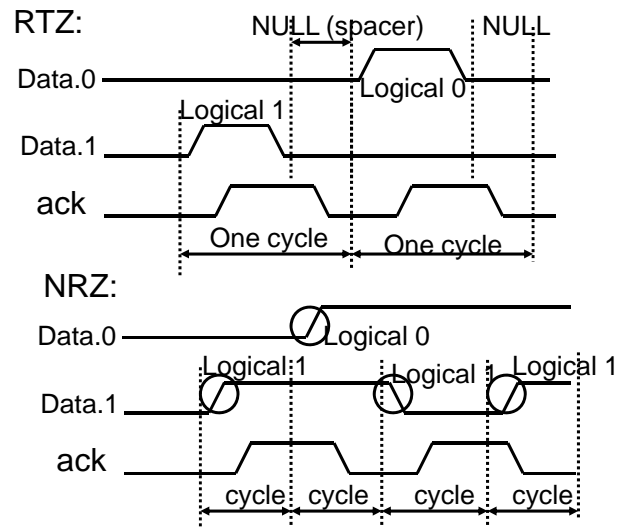 RTZ:
NULL (spacer)
NULL
Data.0
Logical 0
Logical 1
Data.1
ack
One cycle
One cycle
NRZ:
Data.0
Logical 0
Logical 1
Logical 1
Logical 1
Data.1
ack
cycle
cycle
cycle
cycle